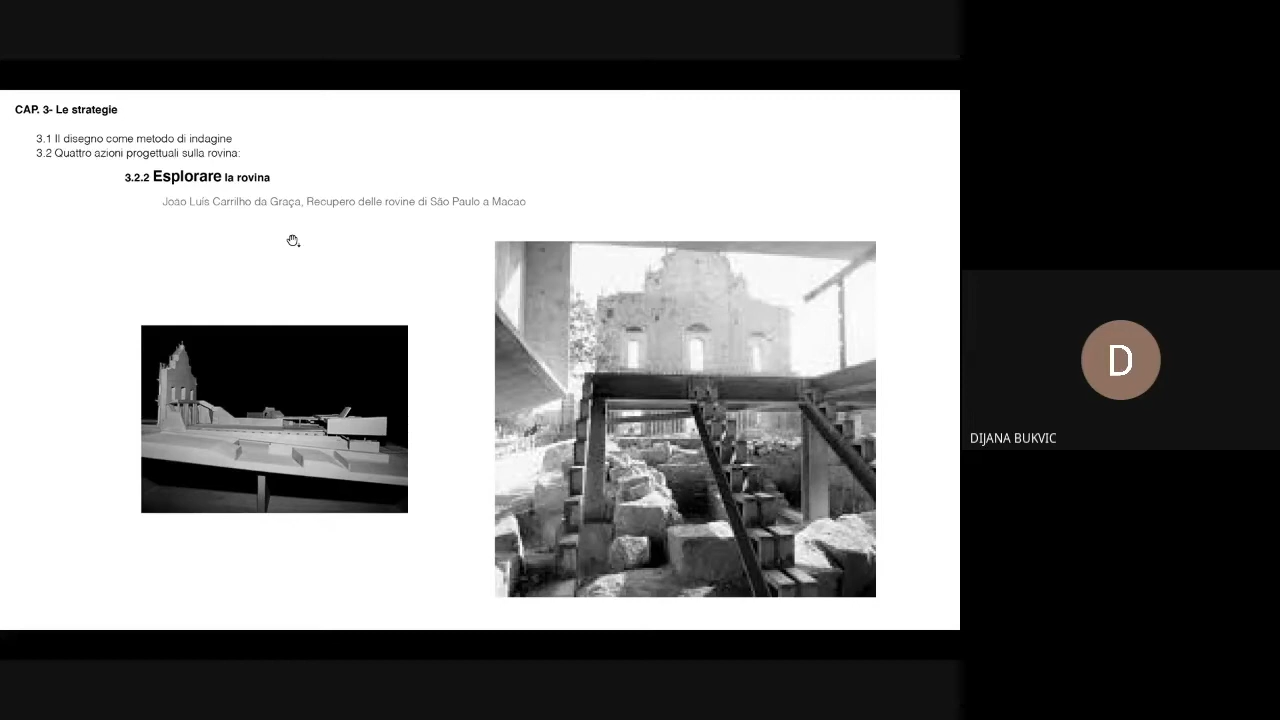 CAP. 3- Le strategie
3.1 Il disegno come metodo di indagine
3.2 Quattro azioni progettuali sulla rovina:
3.2.2 Esplorare la rovina
Joao Luís Carrilho da Graça, Recupero delle rovine di São Paulo a Macao
D
DIJANA BUKVIC